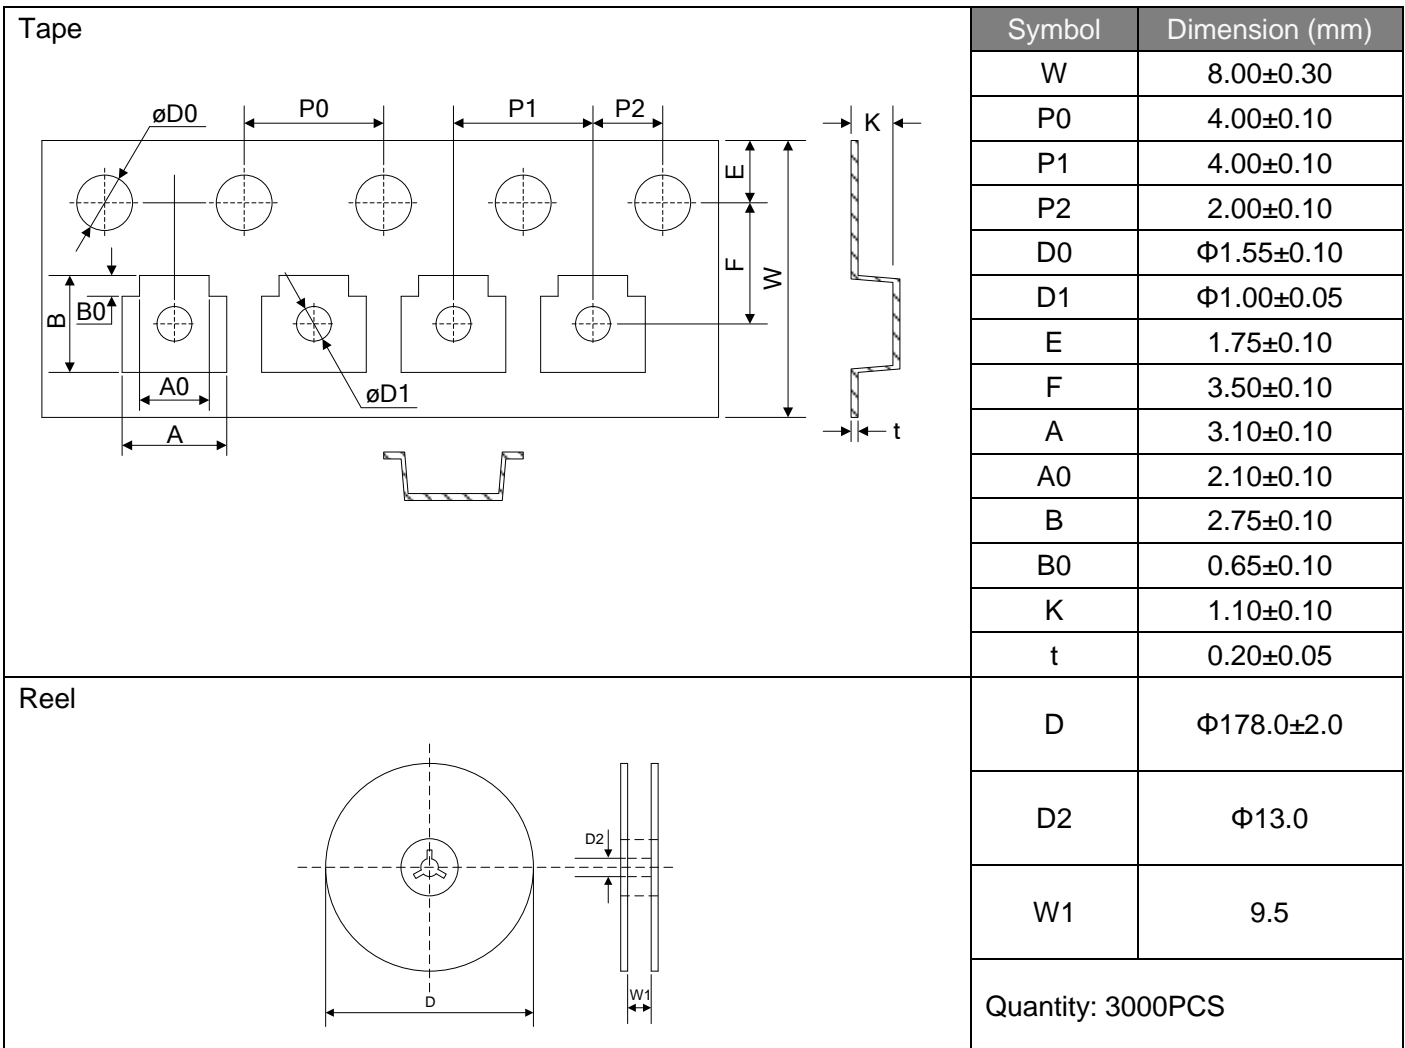 Tape
øD0
P0
P1
P2
K
E
F
W
B
B0
A0
A
øD1
t
Symbol Dimension (mm)
W 8.00±0.30
P0 4.00±0.10
P1 4.00±0.10
P2 2.00±0.10
D0 Φ1.55±0.10
D1 Φ1.00±0.05
E 1.75±0.10
F 3.50±0.10
A 3.10±0.10
A0 2.10±0.10
B 2.75±0.10
B0 0.65±0.10
K 1.10±0.10
t 0.20±0.05
Reel
D2
D
W1
D Φ178.0±2.0
D2 Φ13.0
W1 9.5
Quantity: 3000PCS